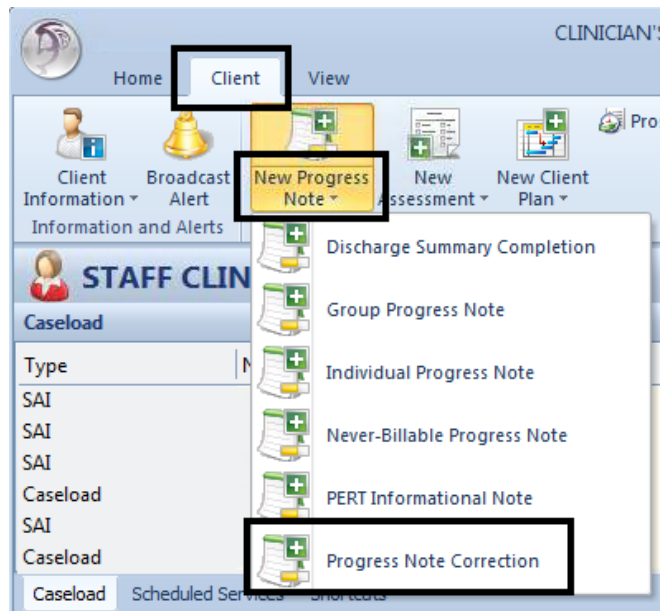 CLINICIAN'S
Home Client View
Client Information
Broadcast Alert
New Progress Note
New Assessment
New Client Plan
Pro
Information and Alerts
Discharge Summary Completion
Group Progress Note
Individual Progress Note
Never-Billable Progress Note
PERT Informational Note
Progress Note Correction
STAFF CLIN
Caseload
Type N
SAI
SAI
SAI
Caseload
SAI
Caseload
Caseload Scheduled Services Shortcuts